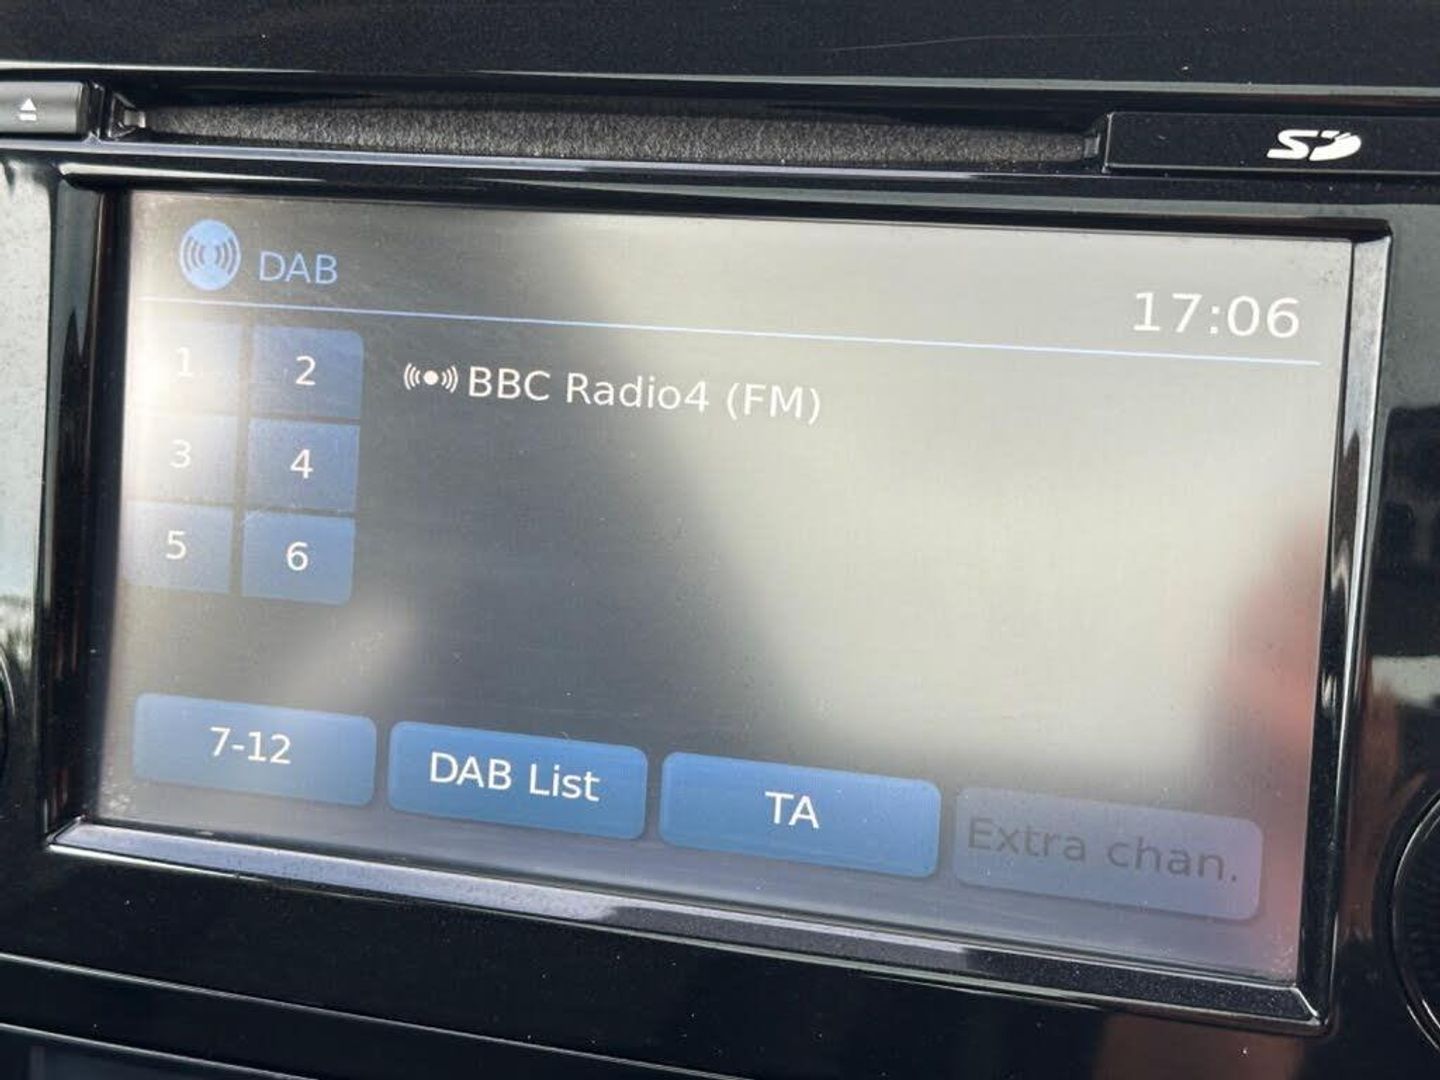 SD
DAB
17:06
1 2
BBC Radio4 (FM)
3 4
5 6
7-12 DAB List TA Extra chan.